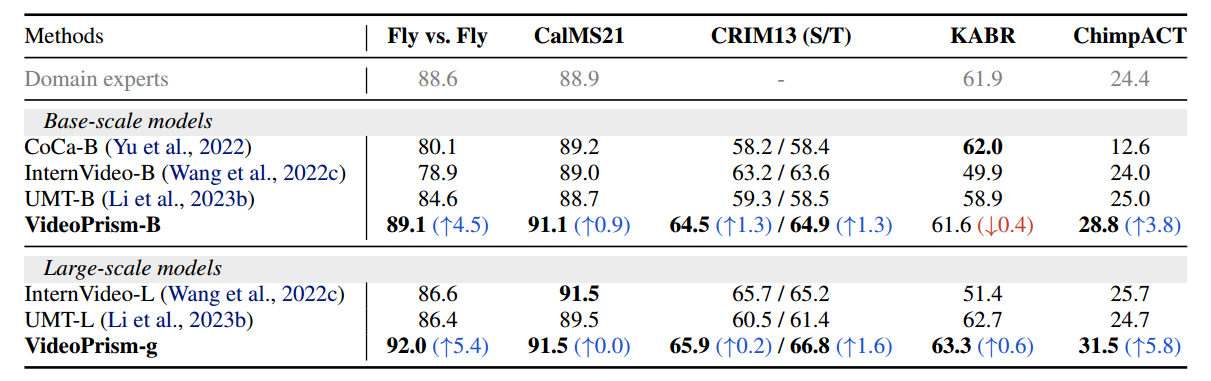 Methods Fly vs. Fly CalMS21 CRIM13 (S/T) KABR ChimpACT
Domain experts 88.6 88.9 - 61.9 24.4
Base-scale models
CoCa-B (Yu et al., 2022) 80.1 89.2 58.2 / 58.4 62.0 12.6
InternVideo-B (Wang et al., 2022c) 78.9 89.0 63.2 / 63.6 49.9 24.0
UMT-B (Li et al., 2023b) 84.6 88.7 59.3 / 58.5 58.9 25.0
VideoPrism-B 89.1 (↑4.5) 91.1 (↑0.9) 64.5 (↑1.3) / 64.9 (↑1.3) 61.6 (↓0.4) 28.8 (↑3.8)
Large-scale models
InternVideo-L (Wang et al., 2022c) 86.6 91.5 65.7 / 65.2 51.4 25.7
UMT-L (Li et al., 2023b) 86.4 89.5 60.5 / 61.4 62.7 24.7
VideoPrism-g 92.0 (↑5.4) 91.5 (↑0.0) 65.9 (↑0.2) / 66.8 (↑1.6) 63.3 (↑0.6) 31.5 (↑5.8)